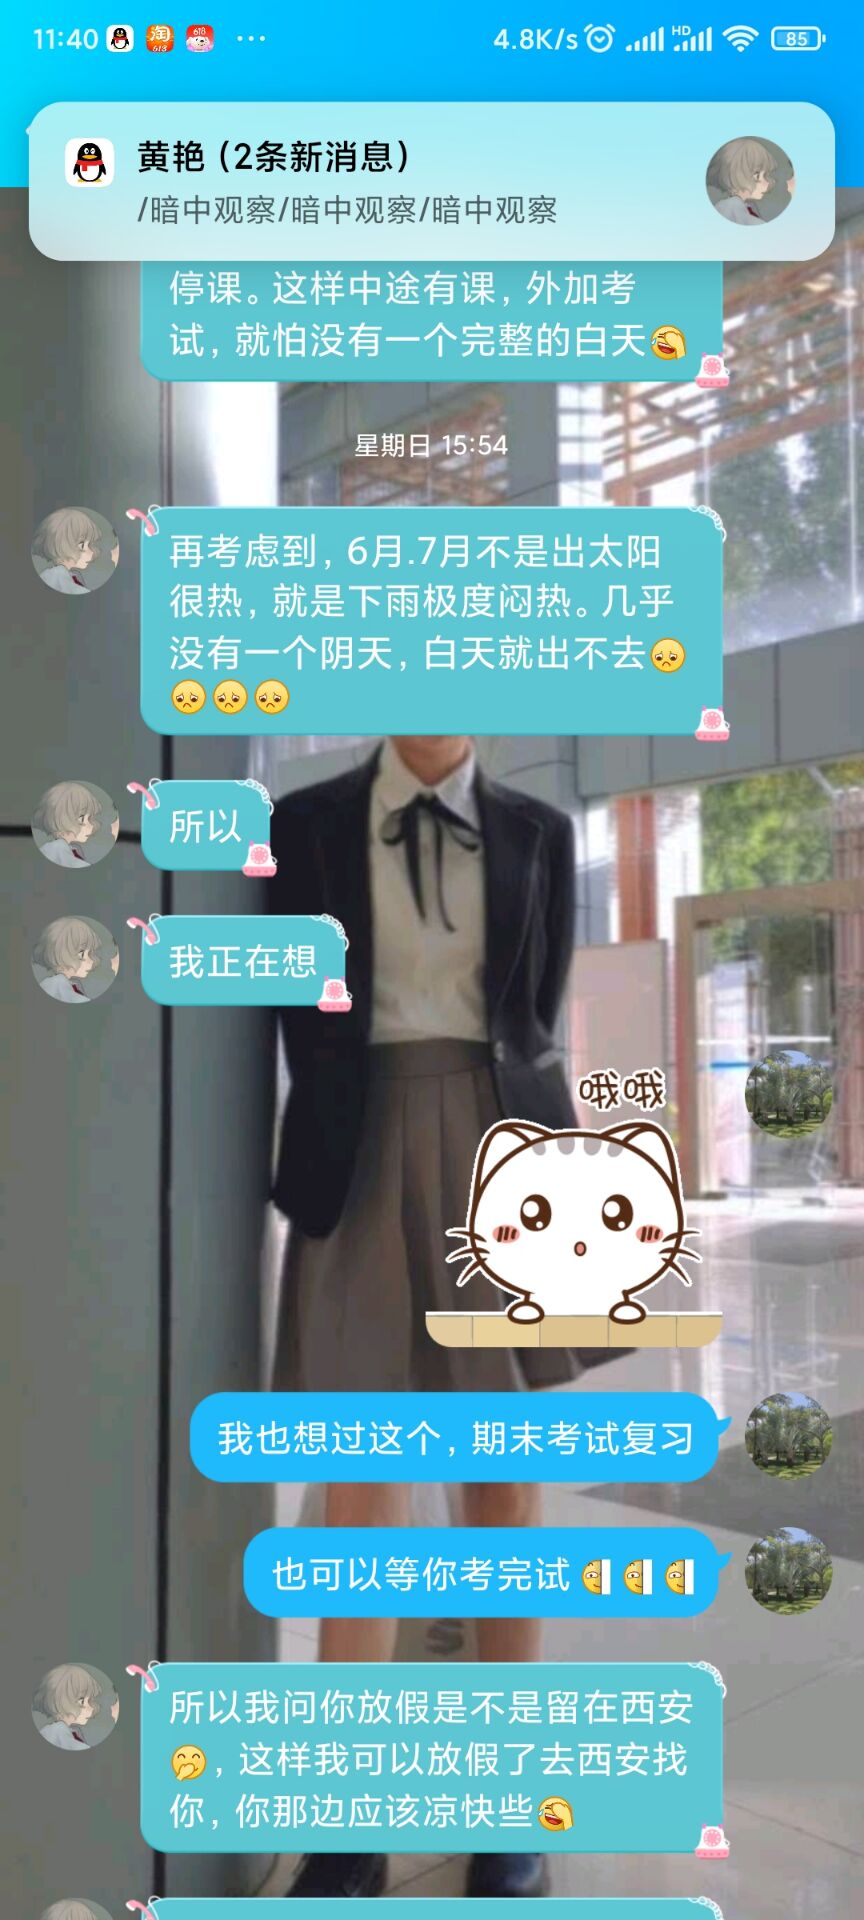 11:40
淘
618
618
4.8K/s
HD
85
黄艳（2条新消息）
/暗中观察/暗中观察/暗中观察
停课。这样中途有课，外加考
试，就怕没有一个完整的白天
星期日 15:54
再考虑到，6月.7月不是出太阳
很热，就是下雨极度闷热。几乎
没有一个阴天，白天就出不去
所以
我正在想
哦哦
我也想过这个，期末考试复习
也可以等你考完试
所以我问你放假是不是留在西安
，这样我可以放假了去西安找
你，你那边应该凉快些